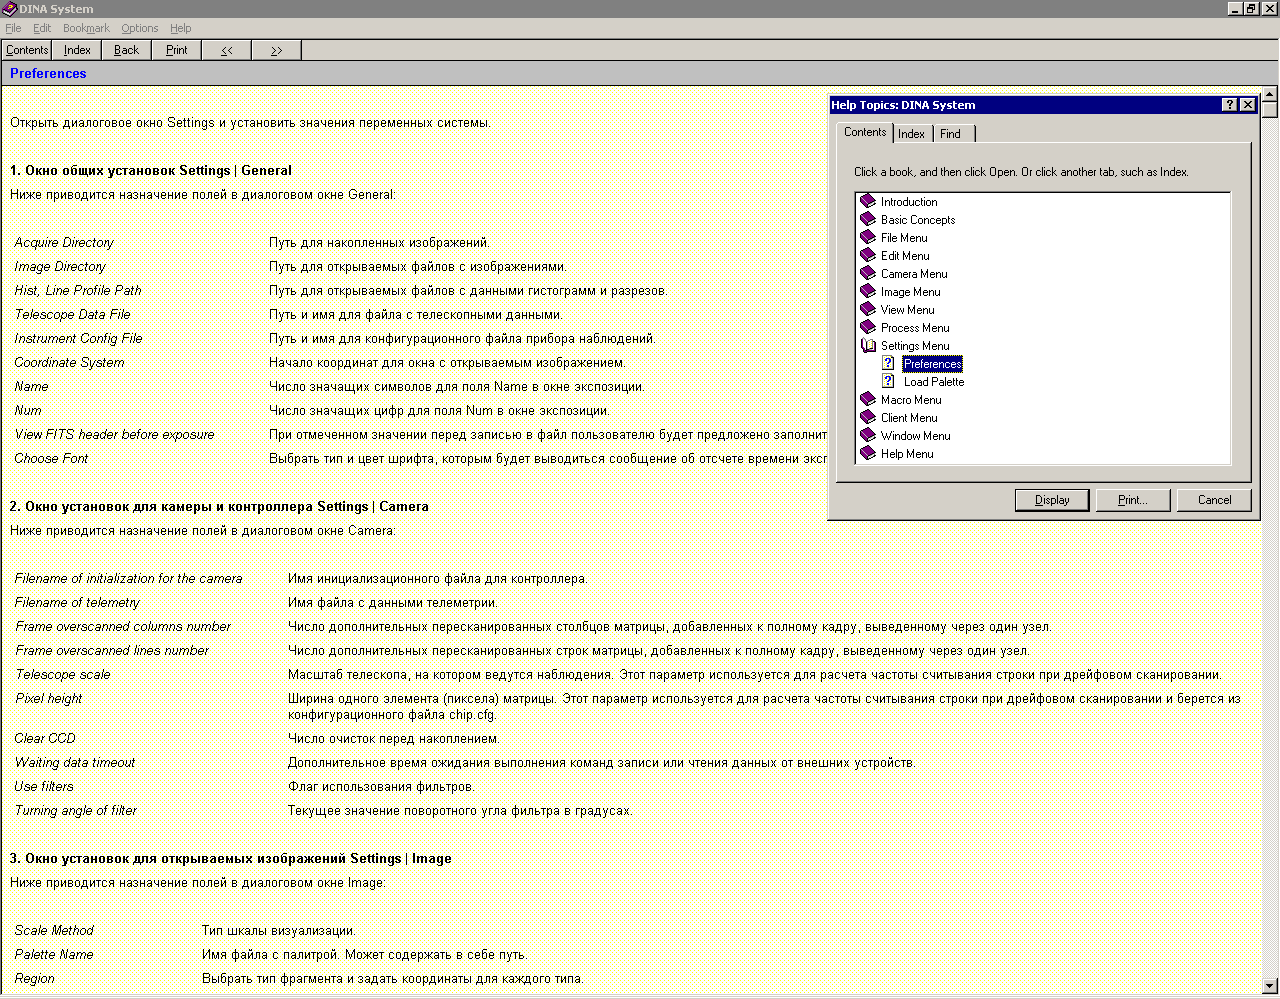 DINA System
File Edit Bookmark Options Help
Contents Index Back Print << >>
Preferences
Открыть диалоговое окно Settings и установить значения переменных системы.
1. Окно общих установок Settings | General
Ниже приводится назначение полей в диалоговом окне General:
Acquire Directory Путь для накопленных изображений.
Image Directory Путь для открываемых файлов с изображениями.
Hist, Line Profile Path Путь для открываемых файлов с данными гистограмм и разрезов.
Telescope Data File Путь и имя для файла с телескопными данными.
Instrument Config File Путь и имя для конфигурационного файла прибора наблюдений.
Coordinate System Начало координат для окна с открываемым изображением.
Name Число значащих символов для поля Name в окне экспозиции.
Num Число значащих цифр для поля Num в окне экспозиции.
View FITS header before exposure При отмеченном значении перед записью в файл пользователю будет предложено заполнит
Choose Font Выбрать тип и цвет шрифта, которым будет выводиться сообщение об отсчете времени экс
2. Окно установок для камеры и контроллера Settings | Camera
Ниже приводится назначение полей в диалоговом окне Camera:
Filename of initialization for the camera Имя инициализационного файла для контроллера.
Filename of telemetry Имя файла с данными телеметрии.
Frame overscanned columns number Число дополнительных пересканированных столбцов матрицы, добавленных к полному кадру, выведенному через один узел.
Frame overscanned lines number Число дополнительных пересканированных строк матрицы, добавленных к полному кадру, выведенному через один узел.
Telescope scale Масштаб телескопа, на котором ведутся наблюдения. Этот параметр используется для расчета частоты считывания строки при дрейфовом сканировании.
Pixel height Ширина одного элемента (пиксела) матрицы. Этот параметр используется для расчета частоты считывания строки при дрейфовом сканировании и берется из
конфигурационного файла chip.cfg.
Clear CCD Число очисток перед накоплением.
Waiting data timeout Дополнительное время ожидания выполнения команд записи или чтения данных от внешних устройств.
Use filters Флаг использования фильтров.
Turning angle of filter Текущее значение поворотного угла фильтра в градусах.
3. Окно установок для открываемых изображений Settings | Image
Ниже приводится назначение полей в диалоговом окне Image:
Scale Method Тип шкалы визуализации.
Palette Name Имя файла с палитрой. Может содержать в себе путь.
Region Выбрать тип фрагмента и задать координаты для каждого типа.
Help Topics: DINA System
Contents Index Find
Click a book, and then click Open. Or click another tab, such as Index.
Introduction
Basic Concepts
File Menu
Edit Menu
Camera Menu
Image Menu
View Menu
Process Menu
Settings Menu
Preferences
Load Palette
Macro Menu
Client Menu
Window Menu
Help Menu
Display Print... Cancel